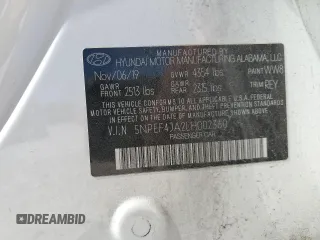 MANUFACTURED BY
HYUNDAI MOTOR MANUFACTURING ALABAMA, LLC
Nov/06/19 GVWR 4354 lbs PAINT WW8
GAWR FRONT 2513 lbs GAWR REAR 2315 lbs TRIM
THIS VEHICLE CONFORMS TO ALL APPLICABLE FEDERAL
MOTOR VEHICLE SAFETY, BUMPER, AND THEFT PREVENTION
STANDARDS IN EFFECT ON THE DATE OF
MANUFACTURE SHOWN ABOVE.
V.I.N
PASSENGER CAR
DREAMBID